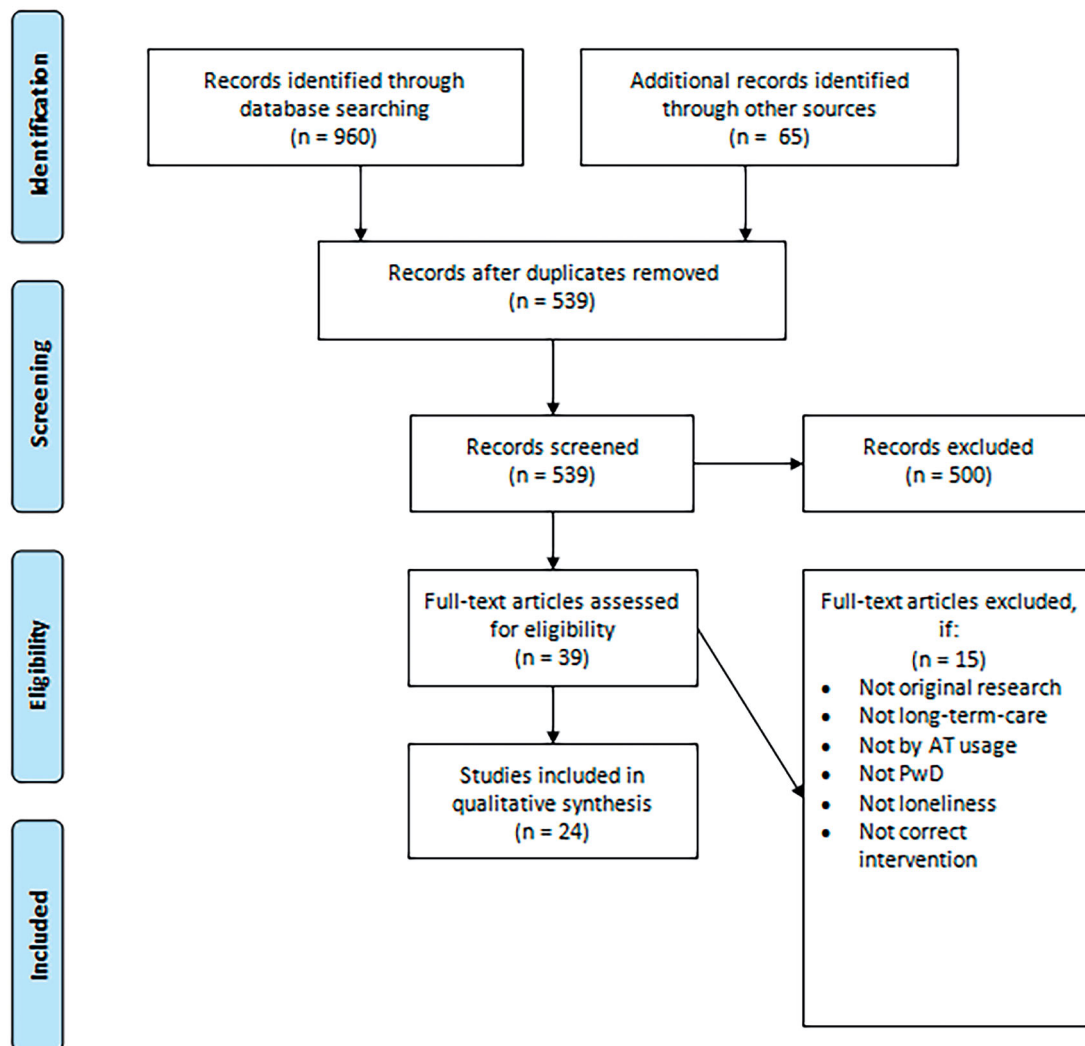 Identification
Records identified through
database searching
(n = 960)
Additional records identified
through other sources
(n = 65)
Records after duplicates removed
(n = 539)
Screening
Records screened
(n = 539)
Records excluded
(n = 500)
Eligibility
Full-text articles assessed
for eligibility
(n = 39)
Full-text articles excluded,
if:
(n = 15)
• Not original research
• Not long-term-care
• Not by AT usage
• Not PwD
• Not loneliness
• Not correct
intervention
Studies included in
qualitative synthesis
(n = 24)
Included